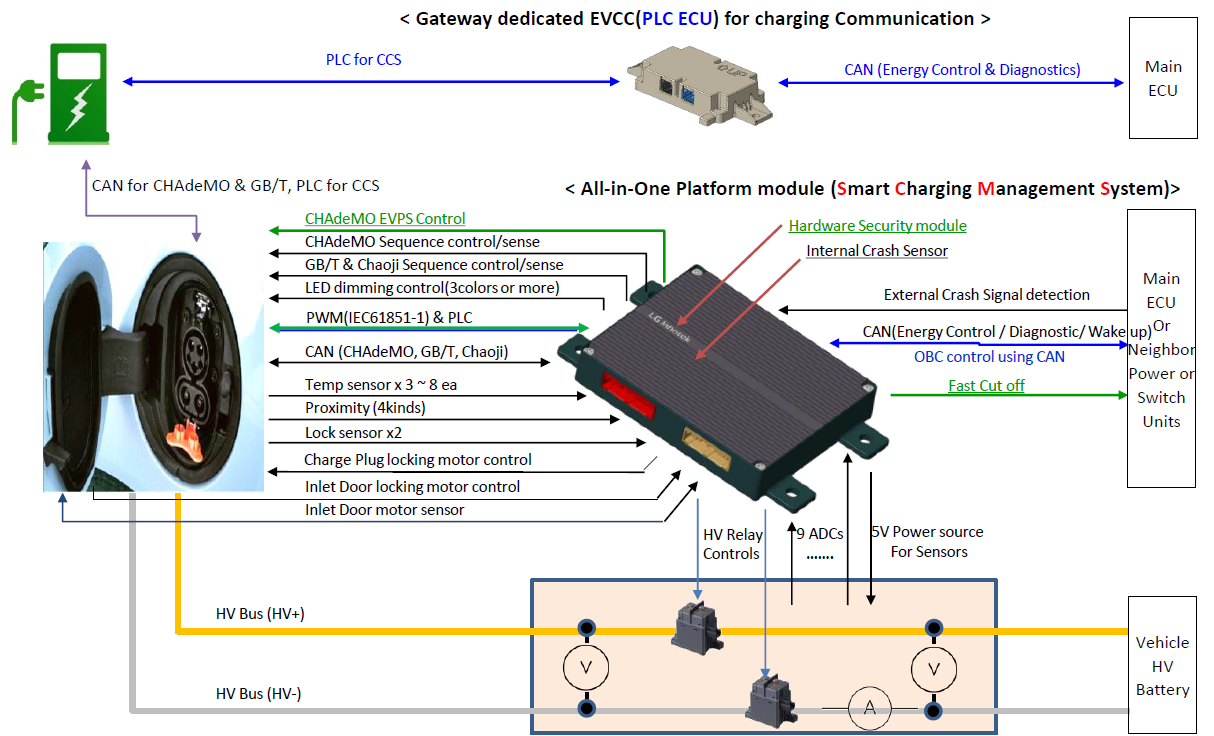 < Gateway dedicated EVCC(PLC ECU) for charging Communication >
PLC for CCS
CAN (Energy Control & Diagnostics)
Main
ECU
CAN for CHAdeMO & GB/T, PLC for CCS
< All-in-One Platform module (Smart Charging Management System)>
CHAdeMO EVPS Control
CHAdeMO Sequence control/sense
GB/T & Chaoji Sequence control/sense
LED dimming control(3colors or more)
PWM(IEC61851-1) & PLC
CAN (CHAdeMO, GB/T, Chaoji)
Temp sensor x 3 ~ 8 ea
Proximity (4kinds)
Lock sensor x2
Charge Plug locking motor control
Inlet Door locking motor control
Inlet Door motor sensor
Hardware Security module
Internal Crash Sensor
LG Innotek
External Crash Signal detection
CAN(Energy Control / Diagnostic/ Wake up)
OBC control using CAN
Fast Cut off
Main
ECU
Or
Neighbor
Power or
Switch
Units
HV Relay
Controls
9 ADCs
.......
5V Power source
For Sensors
HV Bus (HV+)
V
V
HV Bus (HV-)
A
Vehicle
HV
Battery